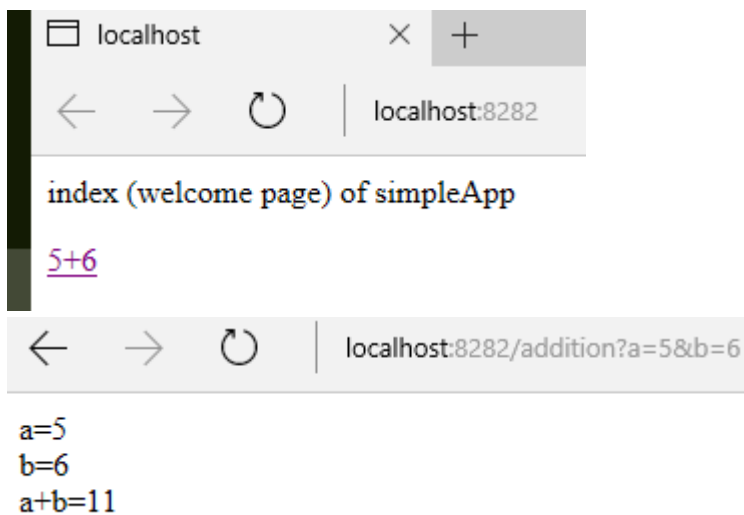 localhost
localhost:8282
index (welcome page) of simpleApp
5+6
localhost:8282/addition?a=5&b=6
a=5
b=6
a+b=11